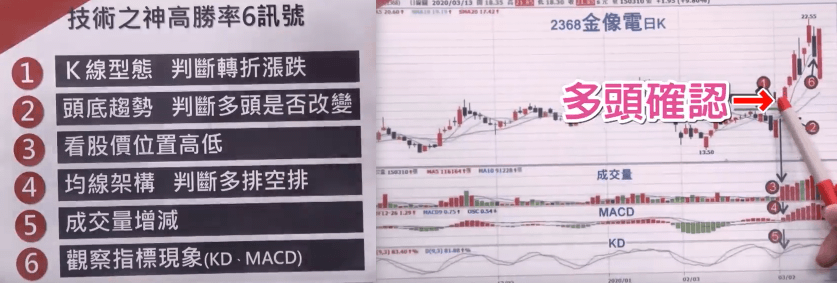 技術之神高勝率6訊號
1 K線型態 判斷轉折漲跌
2 頭底趨勢 判斷多頭是否改變
3 看股價位置高低
4 均線架構 判斷多排空排
5 成交量增減
6 觀察指標現象(KD．MACD)
2020/03/13
2368金像電日K
22.55
1
6
多頭確認→
2
13.50
成交量
3
MACD
4
KD
5
2020/01
03/03